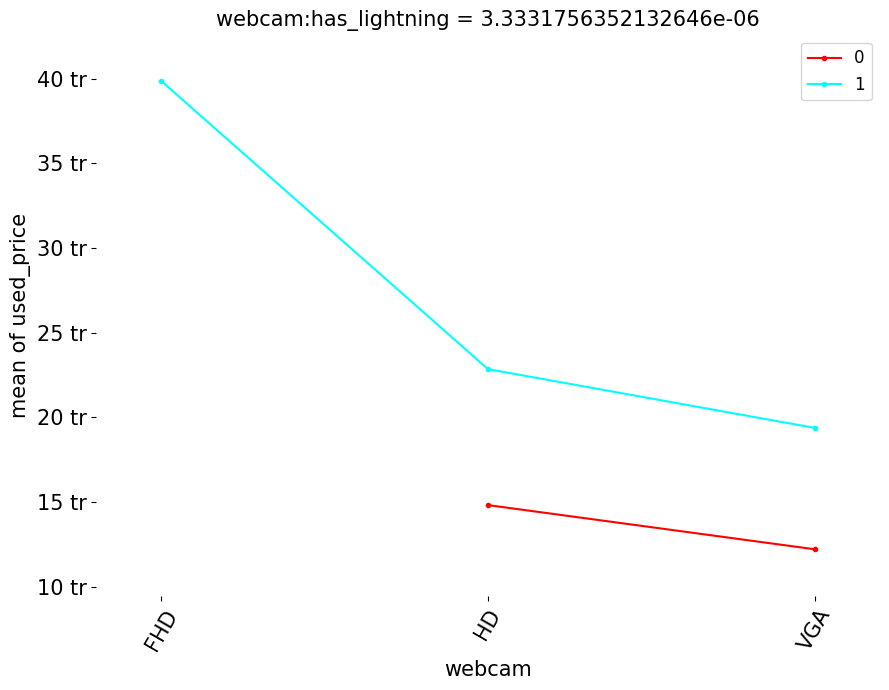 webcam:has_lightning = 3.3331756352132646e-06
0
1
40 tr
35 tr
30 tr
25 tr
20 tr
15 tr
10 tr
mean of used_price
FHD
HD
VGA
webcam